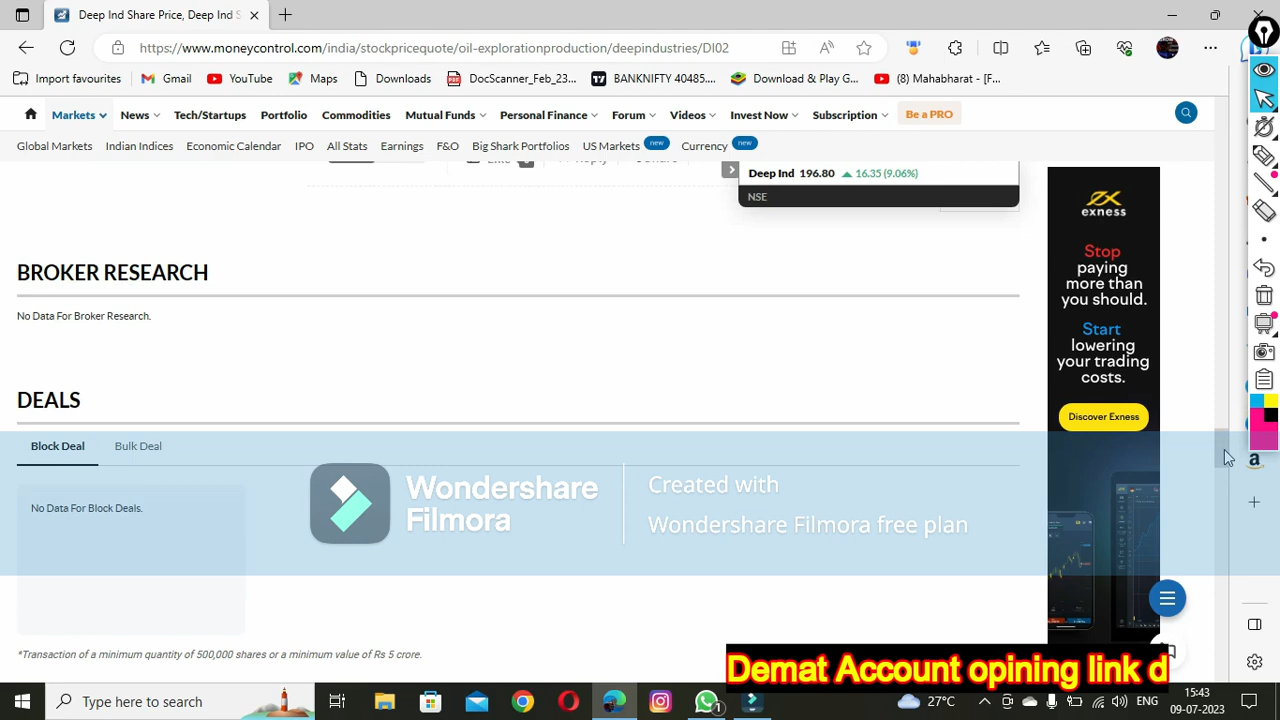 Deep Ind S
https://www.moneycontrol.com/india/stockpricequote/oil-explorationproduction/deepindustries/DI02
Import favourites
Gmail
YouTube
Maps
Downloads
DocScanner_Feb_23...
BANKNIFTY 40485....
Download & Play G...
(8) Mahabharat - [F...
Markets
News
Tech/Startups
Portfolio
Commodities
Mutual Funds
Personal Finance
Forum
Videos
Invest Now
Subscription
Be a PRO
Global Markets
Indian Indices
Economic Calendar
IPO
All Stats
Earnings
F&O
Big Shark Portfolios
US Markets
new
Currency
new
Deep Ind 196.80 16.35 (9.06%)
NSE
BROKER RESEARCH
No Data For Broker Research.
DEALS
Block Deal
Bulk Deal
No Data For Block Deals.
*Transaction of a minimum quantity of 500,000 shares or a minimum value of Rs 5 crore.
exness
Stop
paying
more than
you should.
Start
lowering
your trading
costs.
Discover Exness
Wondershare
Filmora
Created with
Wondershare Filmora free plan
Demat Account opining link d
Type here to search
27°C
ENG
15:43
09-07-2023